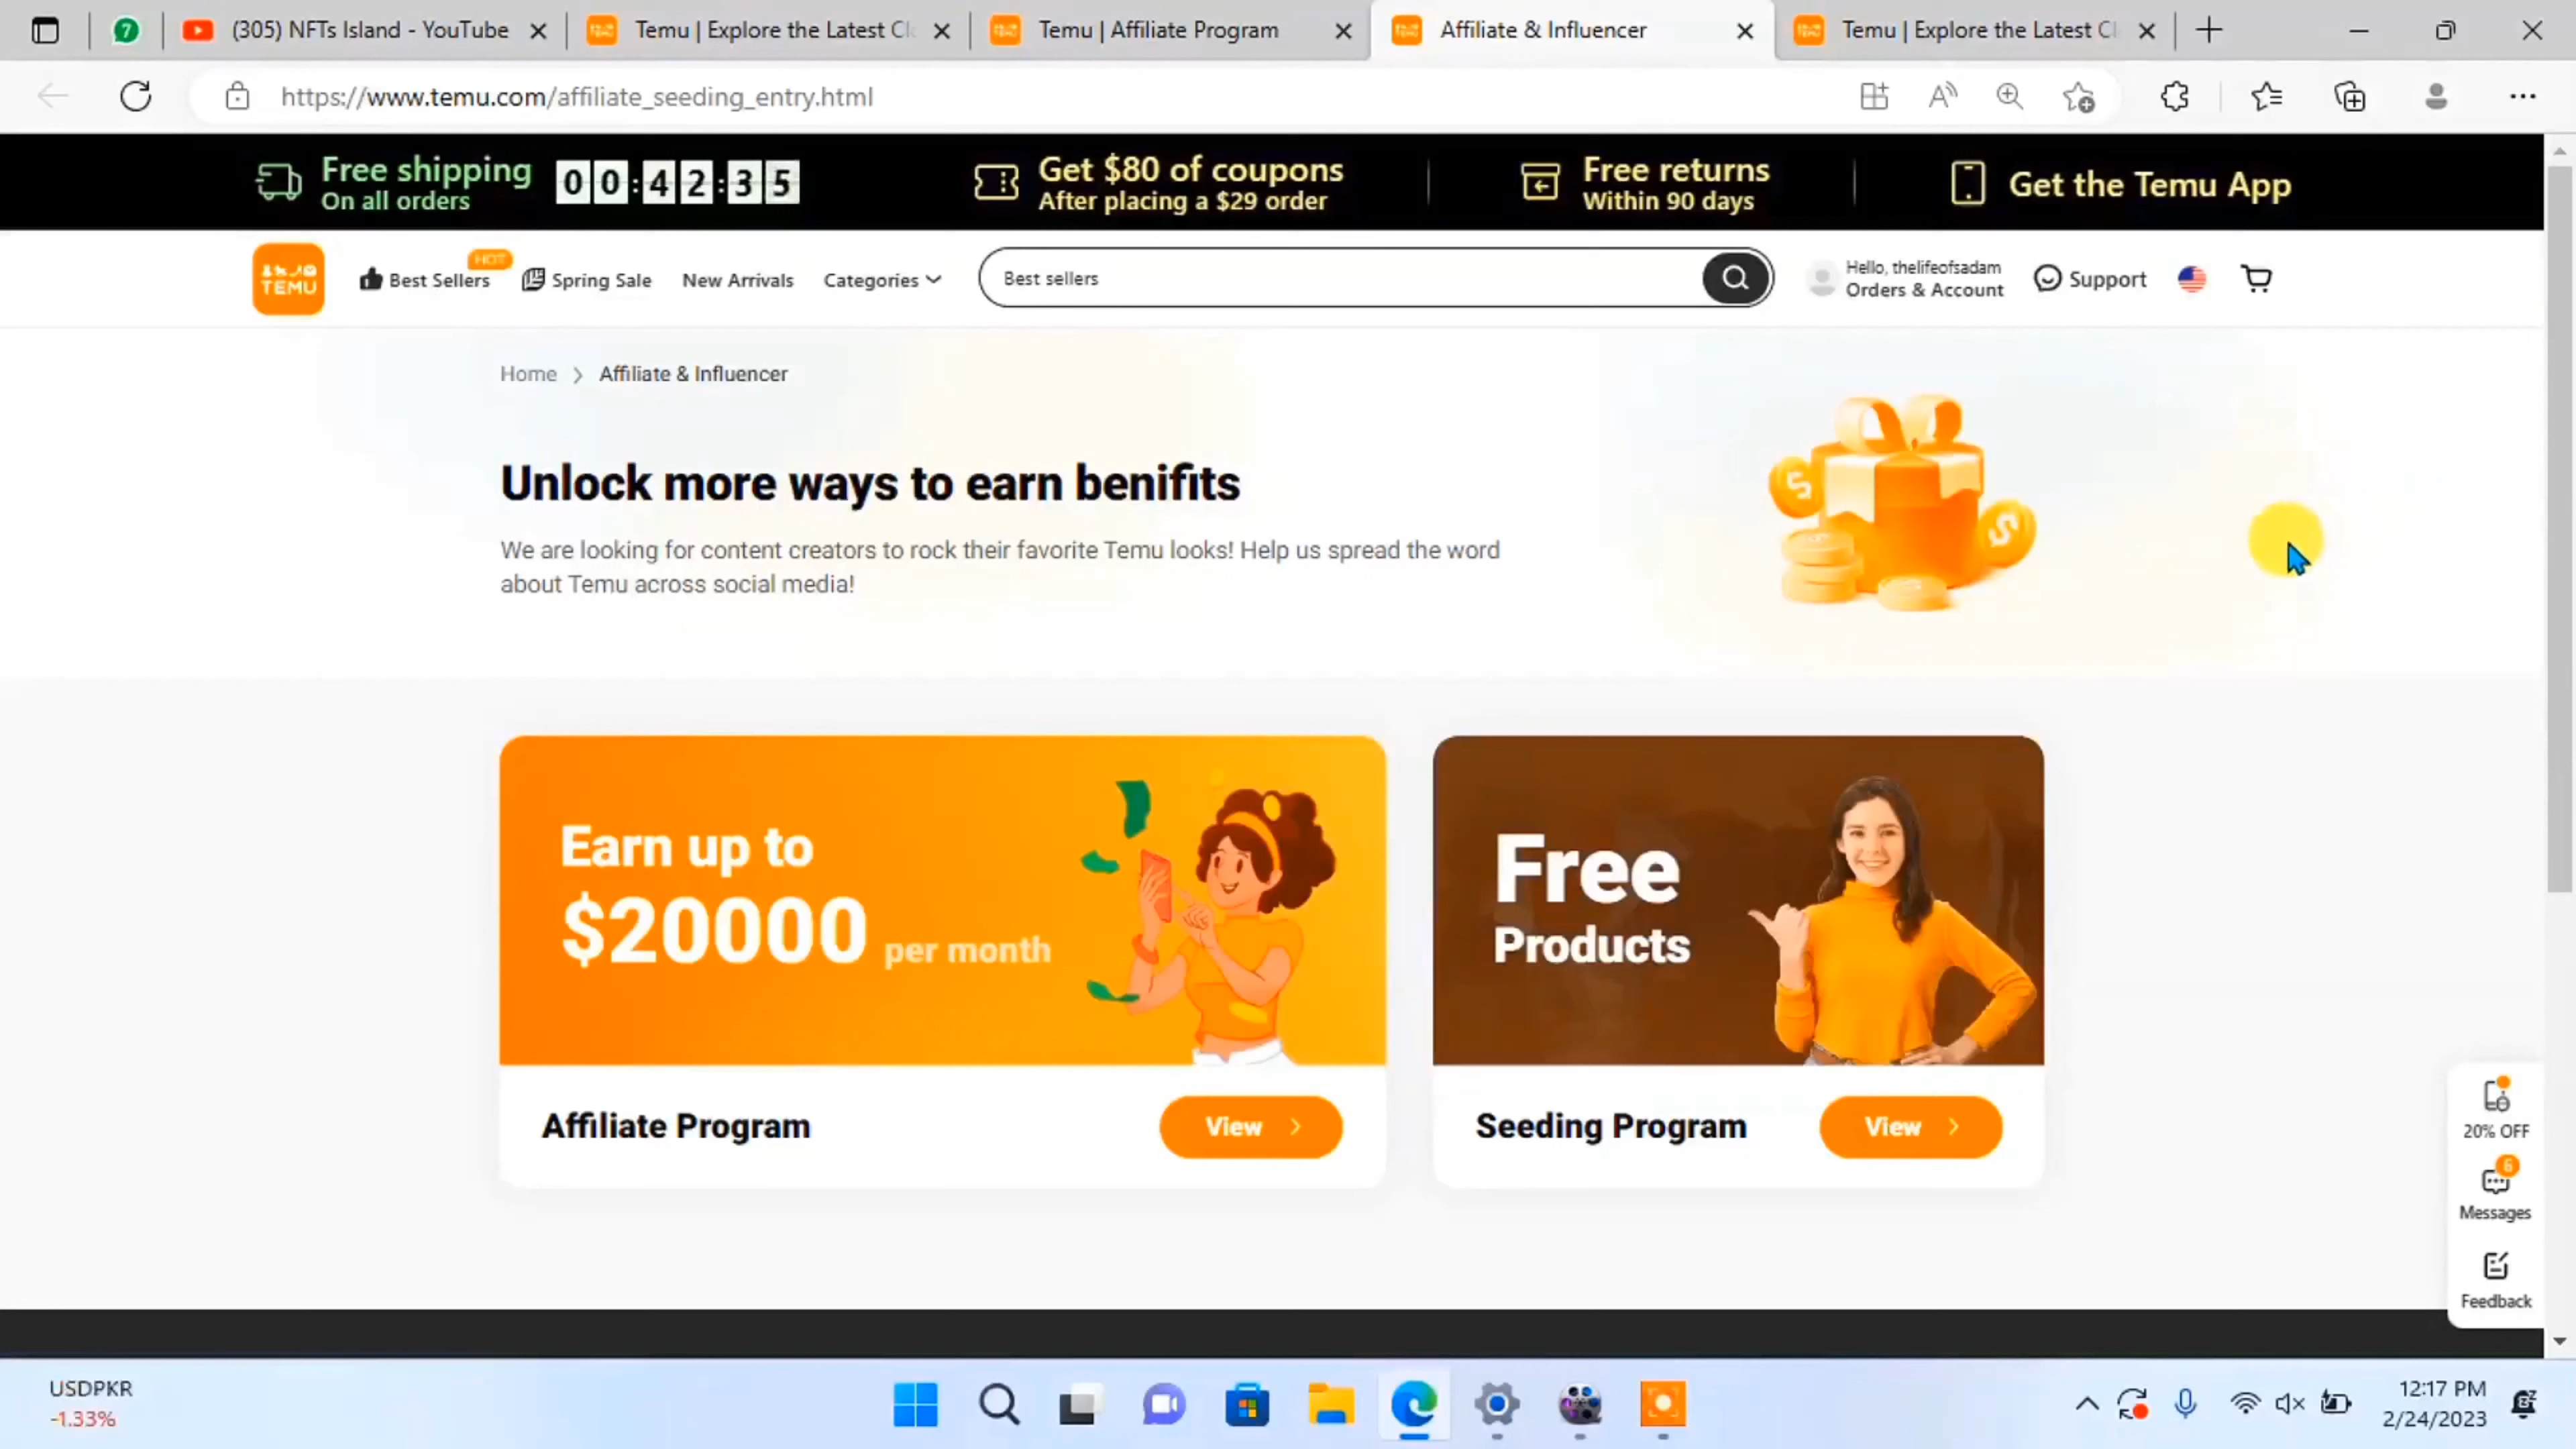 7
(305) NFTs Island - YouTube
Temu | Explore the Latest Cl
Temu | Affiliate Program
Affiliate & Influencer
Temu | Explore the Latest Cl
https://www.temu.com/affiliate_seeding_entry.html
Free shipping
On all orders
00:42:35
Get $80 of coupons
After placing a $29 order
Free returns
Within 90 days
Get the Temu App
TEMU
Best Sellers
HOT
Spring Sale
New Arrivals
Categories
Best sellers
Hello, thelifeofsadam
Orders & Account
Support
Home > Affiliate & Influencer
Unlock more ways to earn benifits
We are looking for content creators to rock their favorite Temu looks! Help us spread the word
about Temu across social media!
Earn up to
$20000 per month
Affiliate Program
View >
Free
Products
Seeding Program
View >
20% OFF
6
Messages
Feedback
USDPKR
-1.33%
12:17 PM
2/24/2023